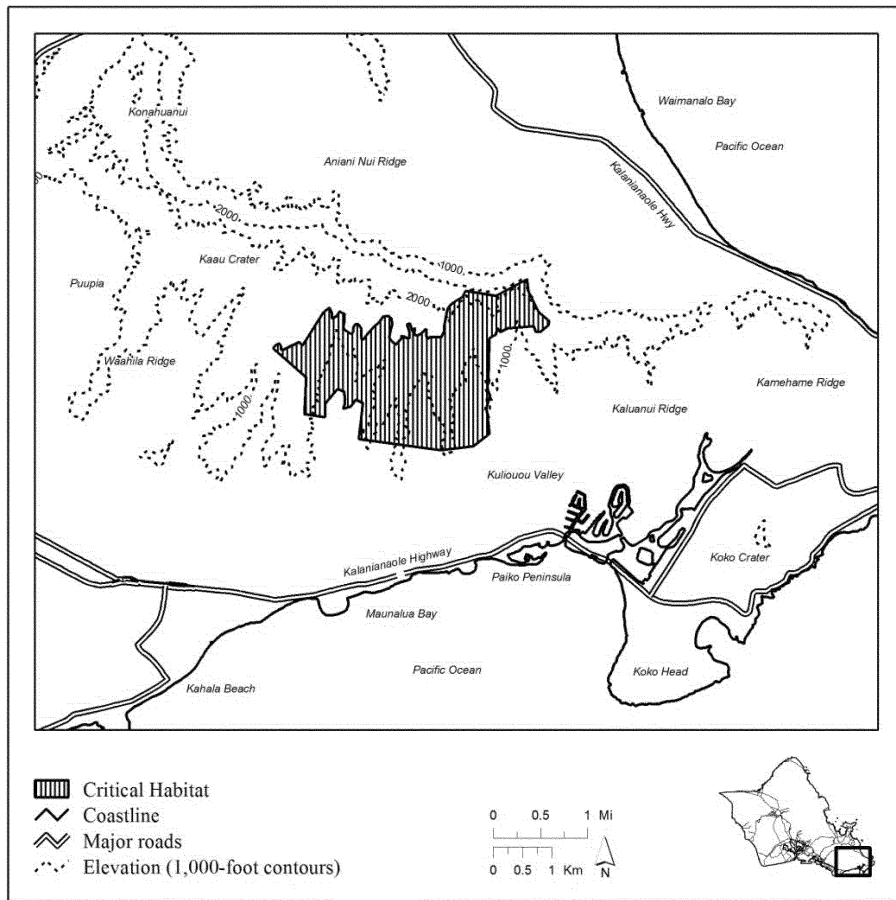 Konahuanui
Waimanalo Bay
Pacific Ocean
Aniani Nui Ridge
Kalanianaole Hwy
2000
Kaau Crater
1000
Puupia
2000
Waahila Ridge
1000
Kamehame Ridge
1000
Kaluanui Ridge
Kuliouou Valley
Kalanianaole Highway
Koko Crater
Paiko Peninsula
Maunalua Bay
Pacific Ocean
Koko Head
Kahala Beach
Critical Habitat
Coastline
Major roads
Elevation (1,000-foot contours)
0 0.5 1 Mi
0 0.5 1 Km
N